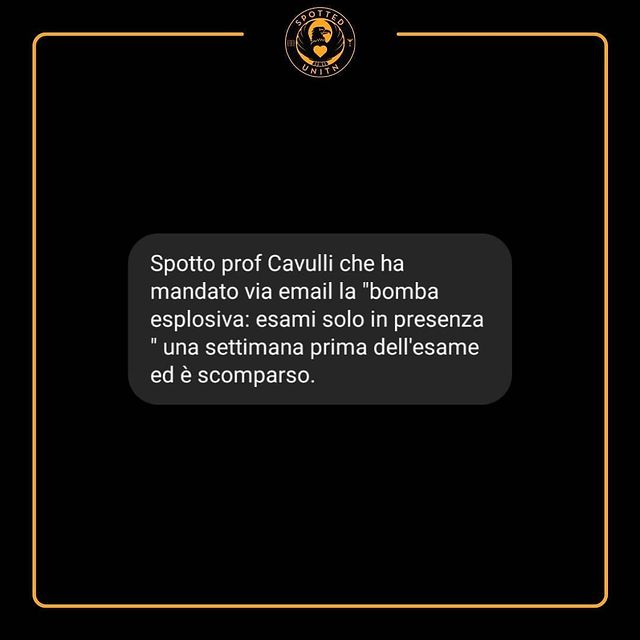 SPOTTED
UNITN
Spotto prof Cavulli che ha
mandato via email la "bomba
esplosiva: esami solo in presenza
" una settimana prima dell'esame
ed è scomparso.